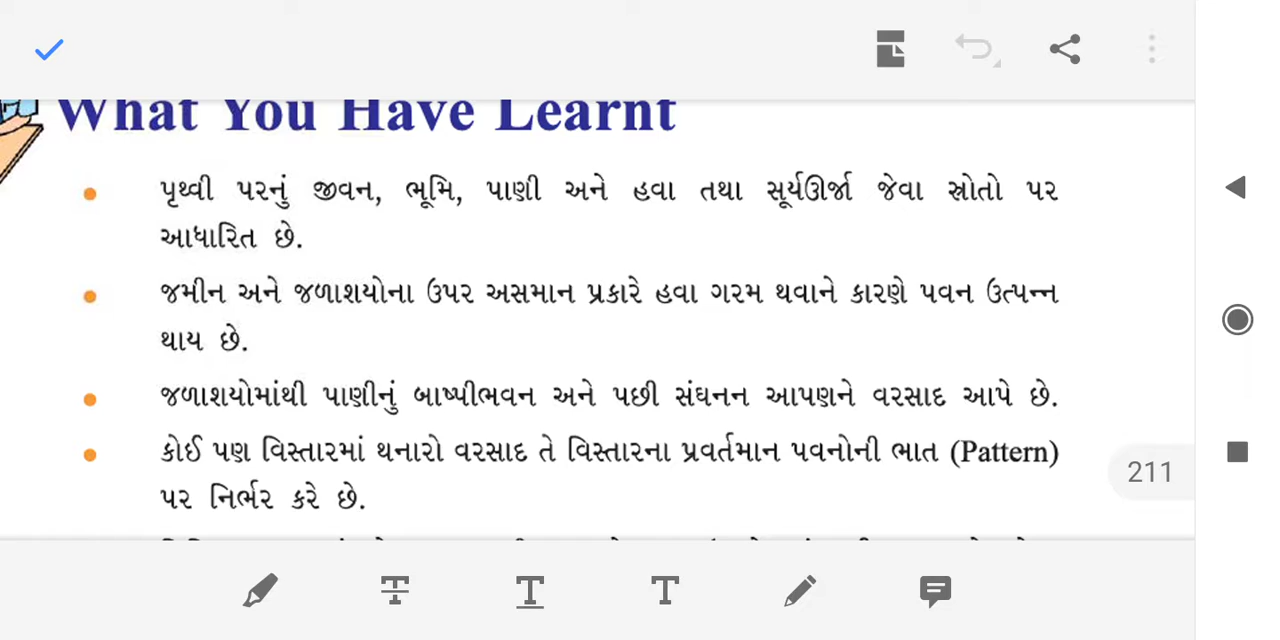 What You Have Learnt
પૃથ્વી પરનું જીવન, ભૂમિ, પાણી અને હવા તથા સૂર્યઊર્જા જેવા સ્રોતો પર
આધારિત છે.
જમીન અને જળાશયોના ઉપર અસમાન પ્રકારે હવા ગરમ થવાને કારણે પવન ઉત્પન્ન
થાય છે.
જળાશયોમાંથી પાણીનું બાષ્પીભવન અને પછી સંઘનન આપણને વરસાદ આપે છે.
કોઈ પણ વિસ્તારમાં થનારો વરસાદ તે વિસ્તારના પ્રવર્તમાન પવનોની ભાત (Pattern)
પર નિર્ભર કરે છે.
211